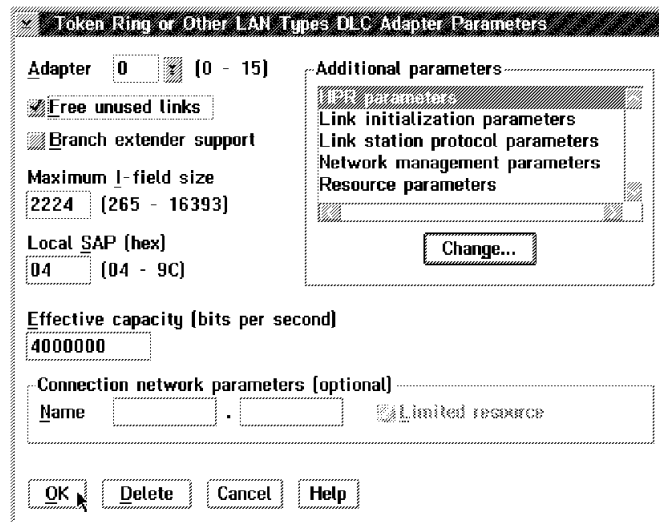 Token Ring or Other LAN Types DLC Adapter Parameters
Adapter 0 (0 - 15)
Free unused links
Branch extender support
Maximum I-field size
2224 (265 - 16393)
Local SAP (hex)
04 (04 - 9C)
Additional parameters
HPR parameters
Link initialization parameters
Link station protocol parameters
Network management parameters
Resource parameters
Change...
Effective capacity (bits per second)
4000000
Connection network parameters (optional)
Name . Limited resource
OK Delete Cancel Help